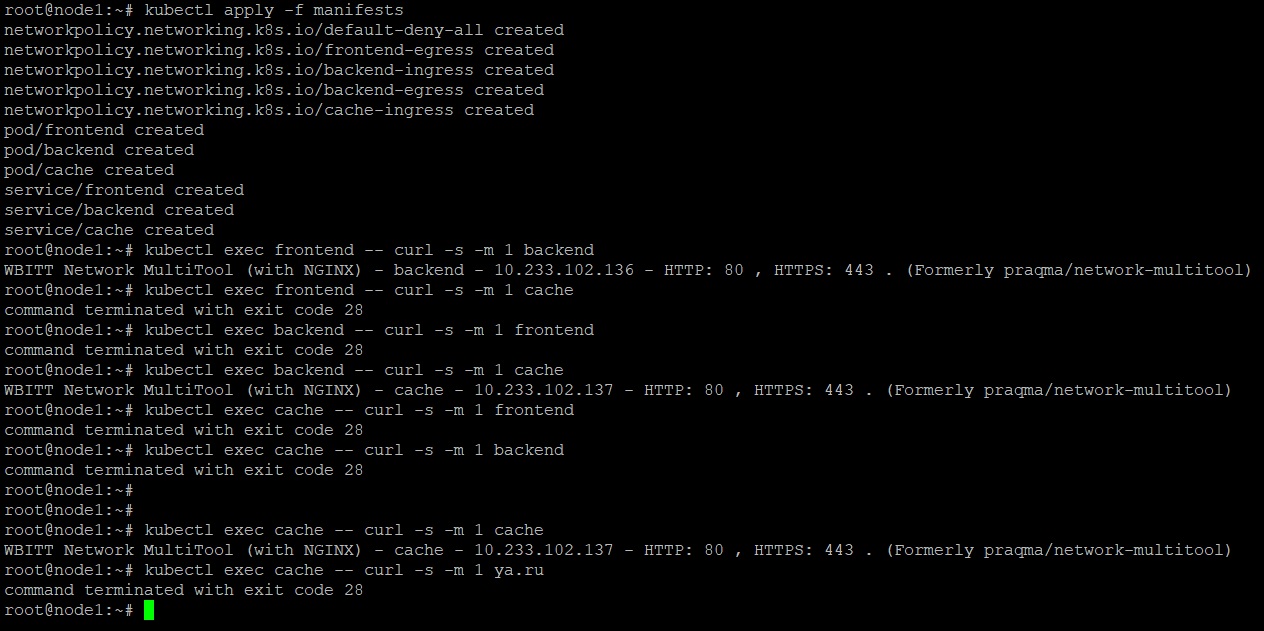 root@node1:~# kubectl apply -f manifests
networkpolicy.networking.k8s.io/default-deny-all created
networkpolicy.networking.k8s.io/frontend-egress created
networkpolicy.networking.k8s.io/backend-ingress created
networkpolicy.networking.k8s.io/backend-egress created
networkpolicy.networking.k8s.io/cache-ingress created
pod/frontend created
pod/backend created
pod/cache created
service/frontend created
service/backend created
service/cache created
root@node1:~# kubectl exec frontend -- curl -s -m 1 backend
WBITT Network MultiTool (with NGINX) - backend - 10.233.102.136 - HTTP: 80 , HTTPS: 443 . (Formerly praqma/network-multitool)
root@node1:~# kubectl exec frontend -- curl -s -m 1 cache
command terminated with exit code 28
root@node1:~# kubectl exec backend -- curl -s -m 1 frontend
command terminated with exit code 28
root@node1:~# kubectl exec backend -- curl -s -m 1 cache
WBITT Network MultiTool (with NGINX) - cache - 10.233.102.137 - HTTP: 80 , HTTPS: 443 . (Formerly praqma/network-multitool)
root@node1:~# kubectl exec cache -- curl -s -m 1 frontend
command terminated with exit code 28
root@node1:~# kubectl exec cache -- curl -s -m 1 backend
command terminated with exit code 28
root@node1:~#
root@node1:~#
root@node1:~# kubectl exec cache -- curl -s -m 1 cache
WBITT Network MultiTool (with NGINX) - cache - 10.233.102.137 - HTTP: 80 , HTTPS: 443 . (Formerly praqma/network-multitool)
root@node1:~# kubectl exec cache -- curl -s -m 1 ya.ru
command terminated with exit code 28
root@node1:~#